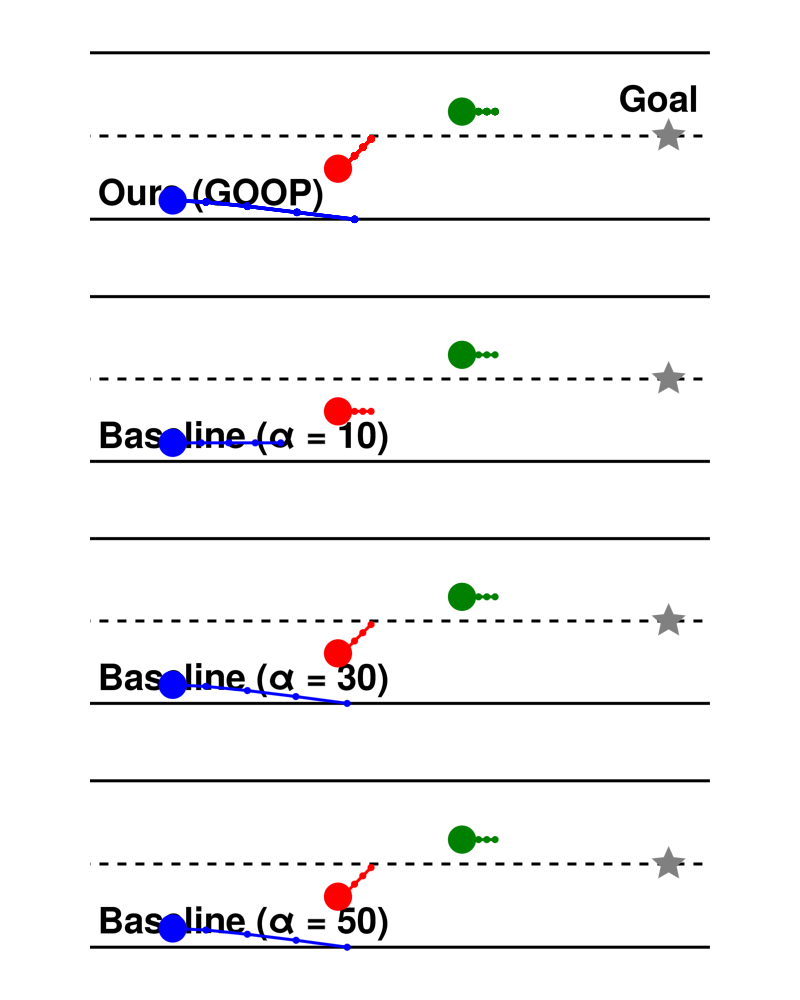 Goal
Ours (GOOP)
Baseline (α = 10)
Baseline (α = 30)
Baseline (α = 50)